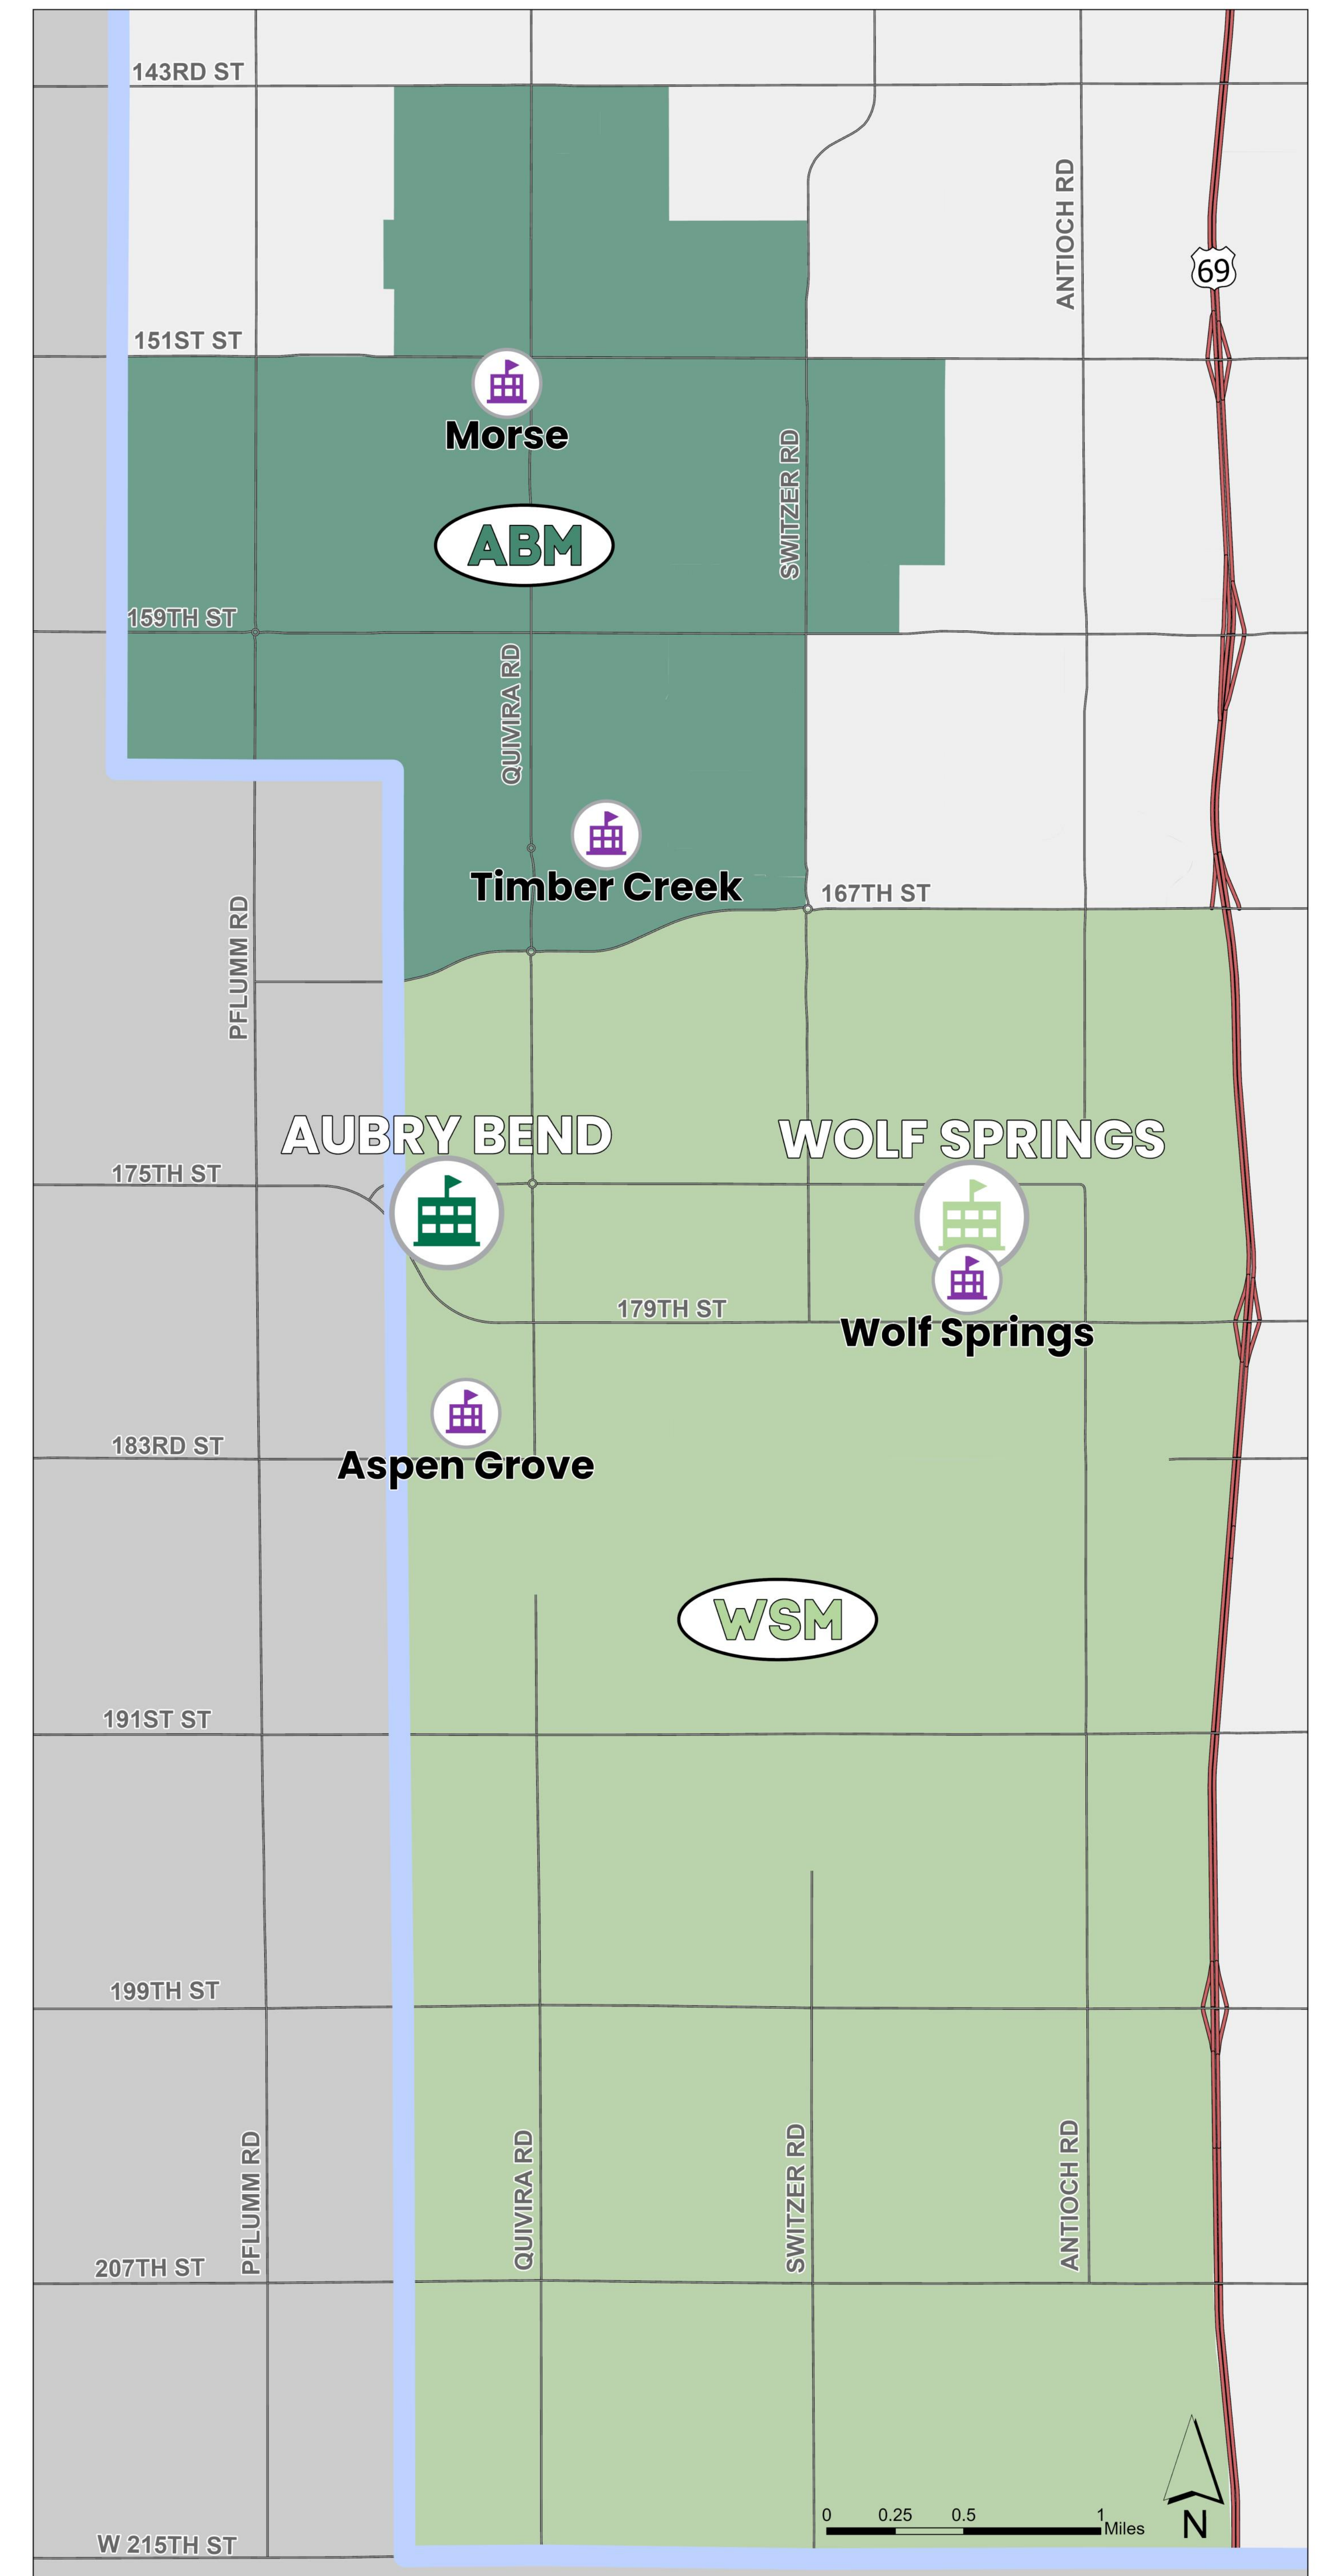 143RD ST
ANTIOCH RD
69
151ST ST
Morse
SWITZER RD
ABM
159TH ST
QUIVIRA RD
Timber Creek
167TH ST
PFLUMM RD
AUBRY BEND
WOLF SPRINGS
175TH ST
179TH ST
Wolf Springs
183RD ST
Aspen Grove
WSM
191ST ST
199TH ST
PFLUMM RD
QUIVIRA RD
SWITZER RD
ANTIOCH RD
207TH ST
0 0.25 0.5 1
Miles
N
W 215TH ST